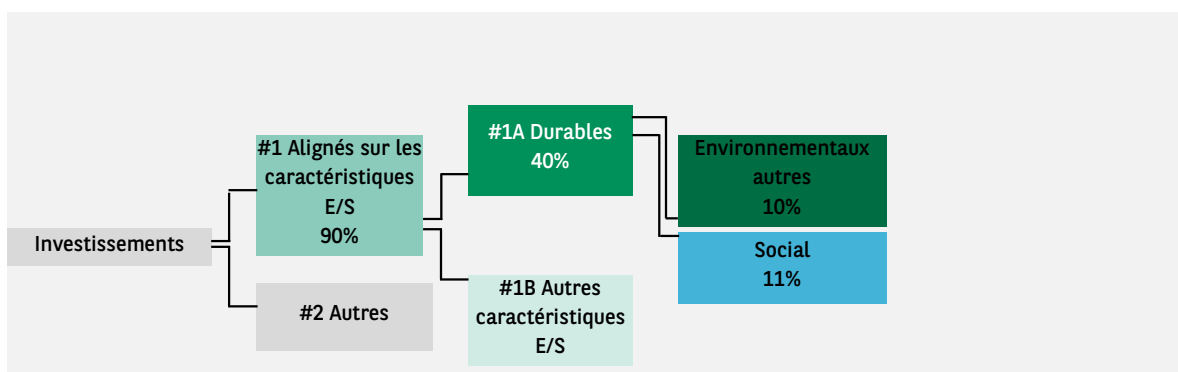 Investissements
#1 Alignés sur les
caractéristiques
E/S
90%
#2 Autres
#1A Durables
40%
#1B Autres
caractéristiques
E/S
Environnementaux
autres
10%
Social
11%